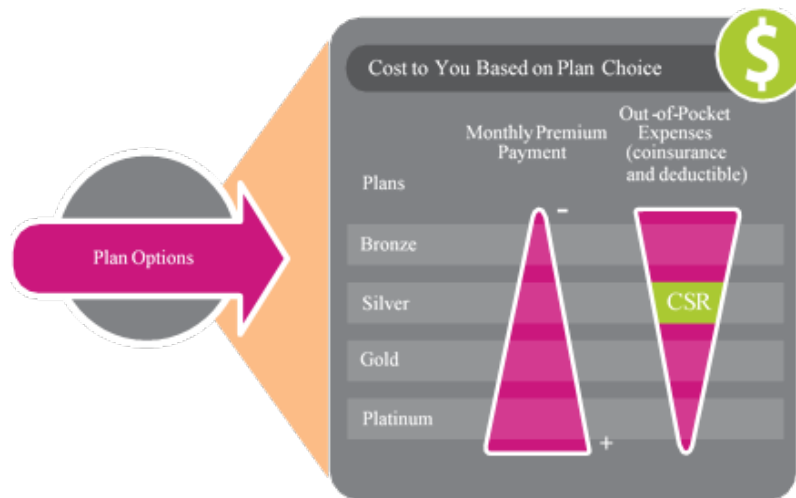 $
Cost to You Based on Plan Choice
Monthly Premium
Payment
Out-of-Pocket
Expenses
(coinsurance
and deductible)
Plans
-
Bronze
Plan Options
Silver
CSR
Gold
Platinum
+